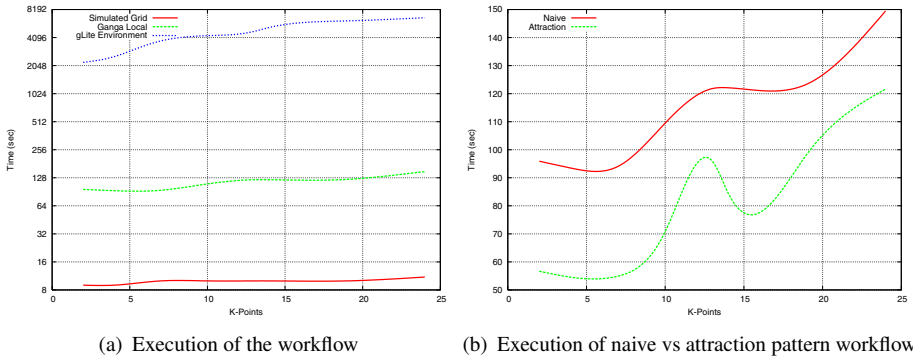 8192
4096
2048
1024
512
256
128
64
32
16
8
0 5 10 15 20 25
Time (sec)
K-Points
Simulated Grid
Ganga Local
gLite Environment
(a) Execution of the workflow
150
140
130
120
110
100
90
80
70
60
50
0 5 10 15 20 25
Time (sec)
K-Points
Naive
Attraction
(b) Execution of naive vs attraction pattern workflow